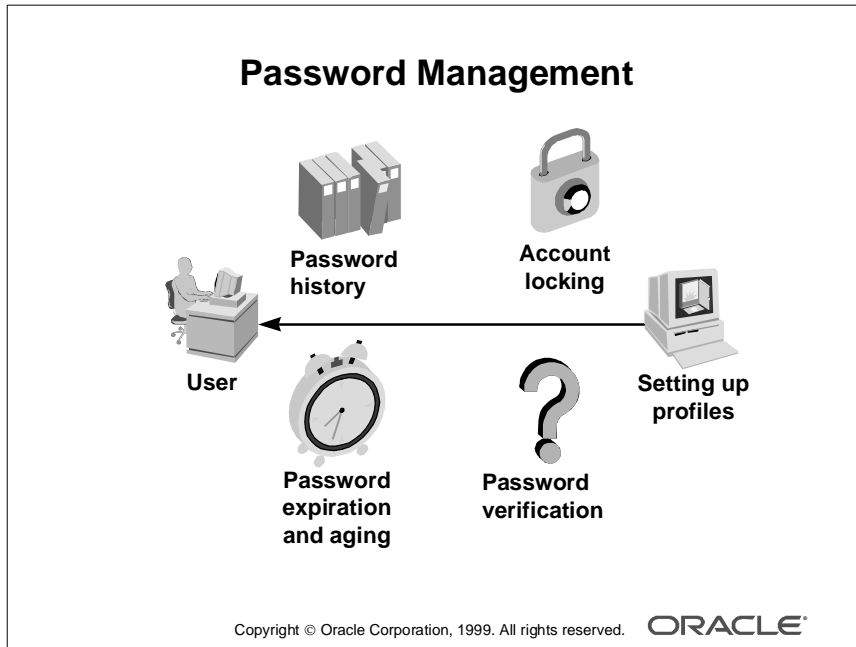 Password Management
Password
history
Account
locking
User
Setting up
profiles
Password
expiration
and aging
Password
verification
Copyright © Oracle Corporation, 1999. All rights reserved.
ORACLE®